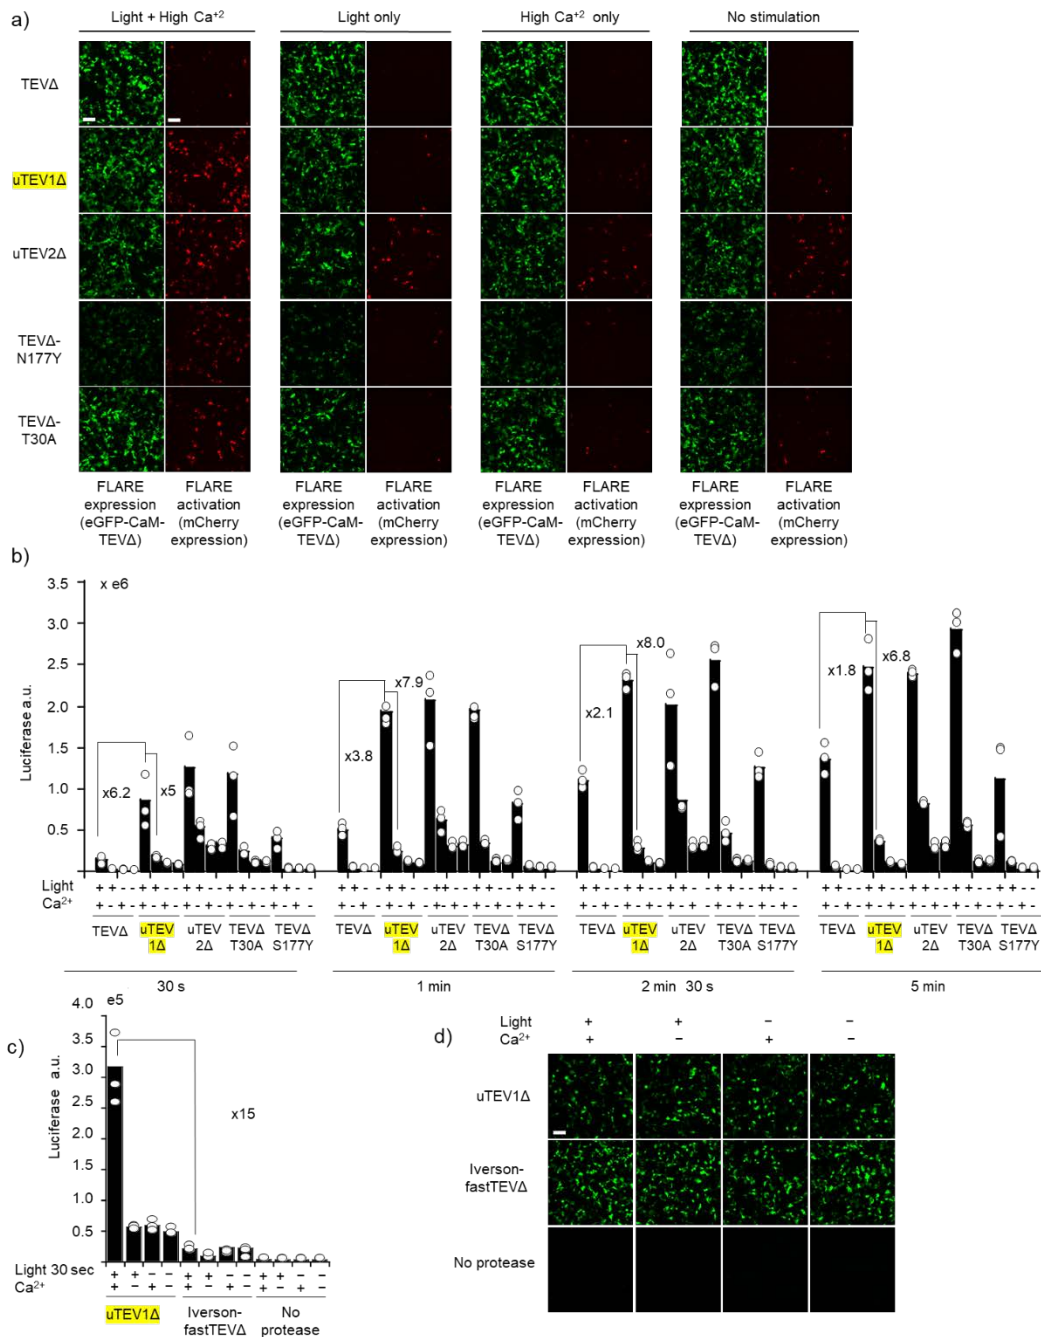 a)
Light + High Ca+2
Light only
High Ca+2 only
No stimulation
TEVΔ
uTEV1Δ
uTEV2Δ
TEVΔ-
N177Y
TEVΔ-
T30A
FLARE FLARE FLARE FLARE FLARE FLARE FLARE FLARE
expression activation expression activation expression activation expression activation
(eGFP-CaM- (mCherry (eGFP-CaM- (mCherry (eGFP-CaM- (mCherry (eGFP-CaM- (mCherry
TEVΔ) expression) TEVΔ) expression) TEVΔ) expression) TEVΔ) expression)
b)
3.5 x e6
3.0
2.5
2.0
1.5
1.0
0.5
Luciferase a.u.
x6.2 x5 x3.8 x7.9 x2.1 x8.0 x1.8 x6.8
Light + + - - + + - - + + - - + + - - + + - - + + - - + + - - + + - - + + - - + + - - + + - - + + - - + + - - + + - - + + - - + + - - + + - - + + - - + + - - + + - -
Ca2+ + - + - + - + - + - + - + - + - + - + - + - + - + - + - + - + - + - + - + - + - + - + - + - + - + - + - + - + - + - + - + - + - + - + - + - + - + - + - + - + -
TEVΔ uTEV uTEV TEVΔ TEVΔ TEVΔ uTEV uTEV TEVΔ TEVΔ TEVΔ uTEV uTEV TEVΔ TEVΔ TEVΔ uTEV uTEV TEVΔ TEVΔ
1Δ 2Δ T30A S177Y 1Δ 2Δ T30A S177Y 1Δ 2Δ T30A S177Y 1Δ 2Δ T30A S177Y
30 s 1 min 2 min 30 s 5 min
c)
4.0 e5
3.5
3.0
2.5
2.0
1.5
1.0
0.5
Luciferase a.u.
x15
Light 30 sec + + - - + + - - + + - -
Ca2+ + - + - + - + - + - + -
uTEV1Δ Iverson- No
fastTEVΔ protease
d)
Light + + - -
Ca2+ + - + -
uTEV1Δ
Iverson-
fastTEVΔ
No protease